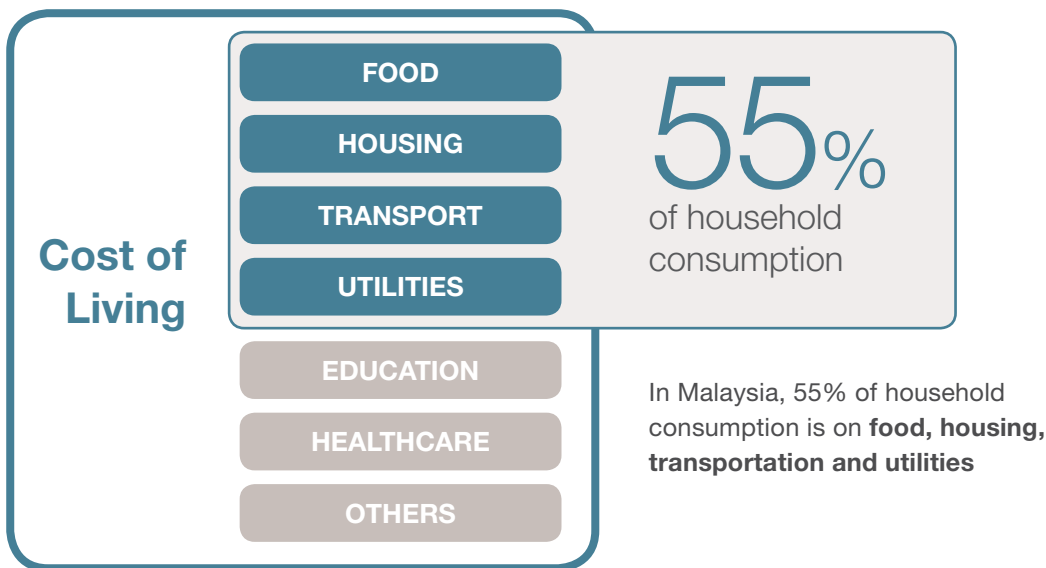 Cost of
Living
FOOD
HOUSING
TRANSPORT
UTILITIES
EDUCATION
HEALTHCARE
OTHERS
55%
of household
consumption
In Malaysia, 55% of household
consumption is on food, housing,
transportation and utilities